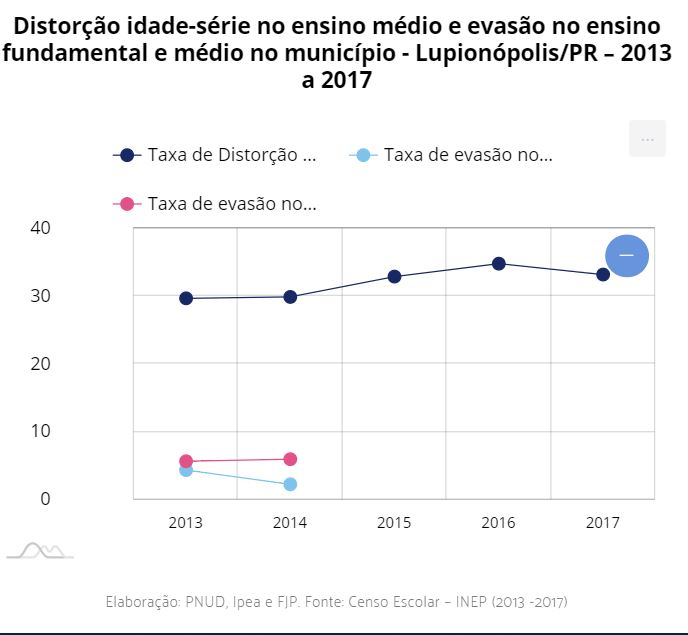 Distorção idade-série no ensino médio e evasão no ensino
fundamental e médio no município - Lupionópolis/PR – 2013
a 2017
...
Taxa de Distorção ...
Taxa de evasão no...
Taxa de evasão no...
40
30
20
10
0
2013
2014
2015
2016
2017
Elaboração: PNUD, Ipea e FJP. Fonte: Censo Escolar – INEP (2013 -2017)